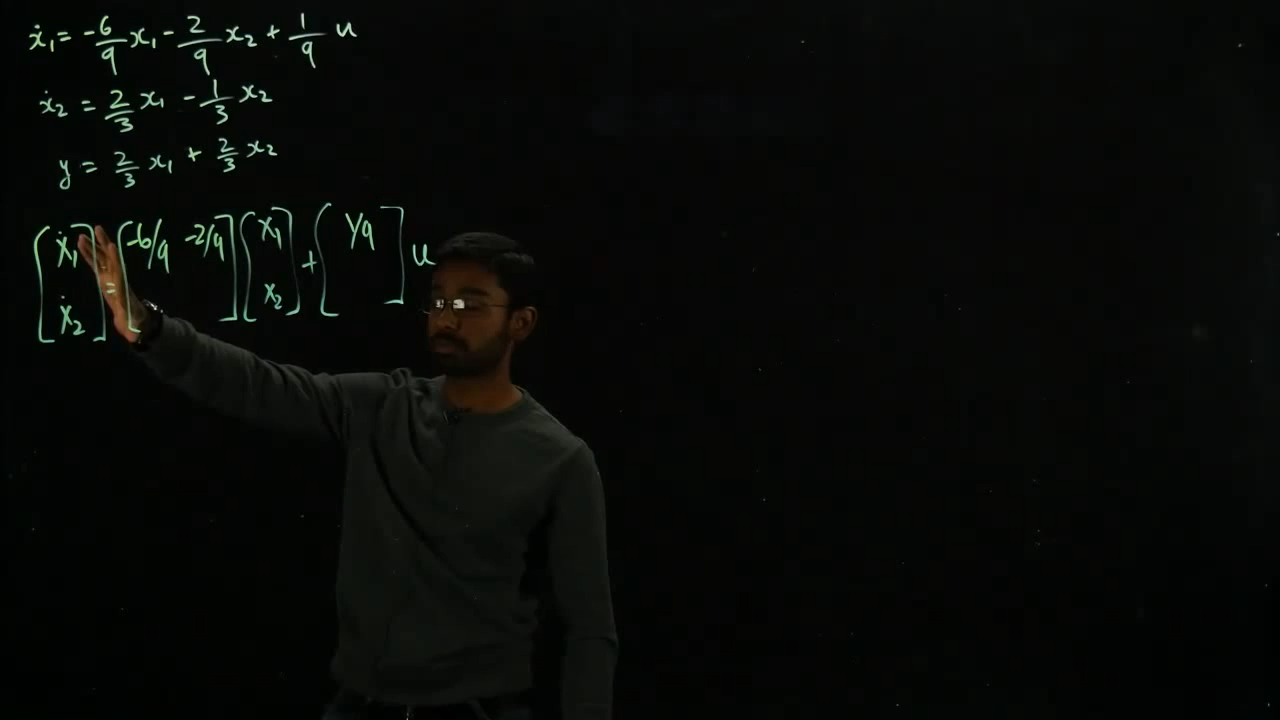 ẋ₁ = -6/9 x₁ - 2/9 x₂ + 1/9 u
ẋ₂ = 2/3 x₁ - 1/3 x₂
y = 2/3 x₁ + 2/3 x₂
[ẋ₁] = [-6/9 -2/9] [x₁] + [1/9] u
[ẋ₂] [x₂]